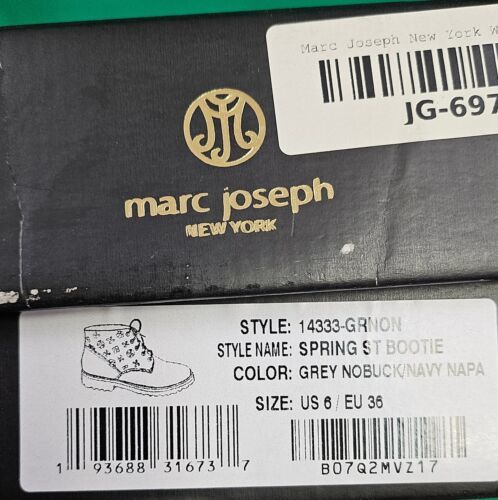 Marc Joseph New York W
JG-697
marc joseph
NEW YORK
STYLE: 14333-GRNON
STYLE NAME: SPRING ST BOOTIE
COLOR: GREY NOBUCK/NAVY NAPA
SIZE: US 6 / EU 36
1 93688 31673 7
B07Q2MVZ17